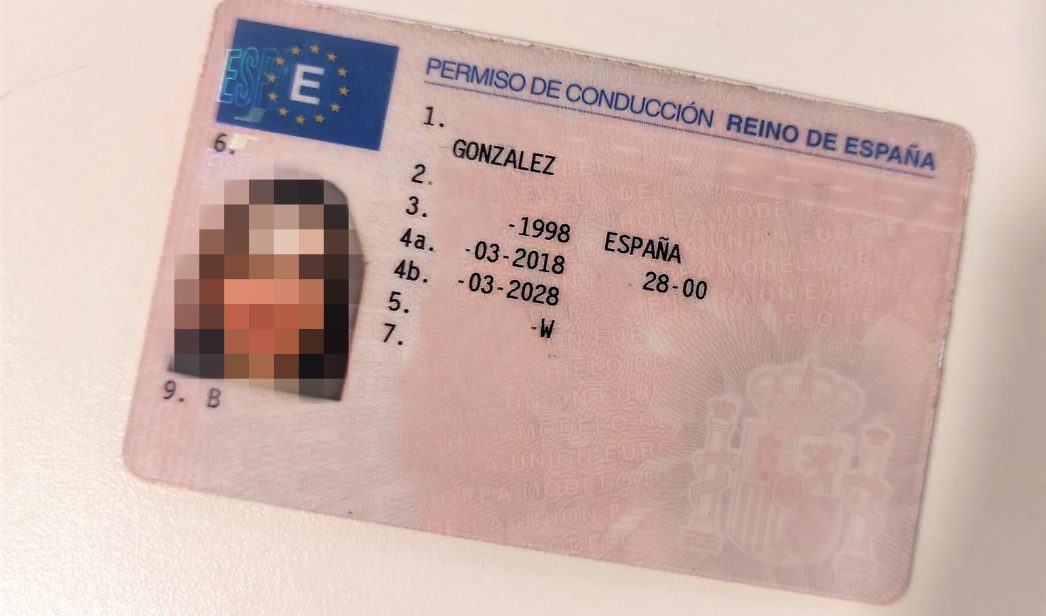 E
PERMISO DE CONDUCCIÓN REINO DE ESPAÑA
1.
GONZALEZ
2.
3. -1998 ESPAÑA
4a. -03-2018 28-00
4b. -03-2028
5. -W
7.
6.
9. B